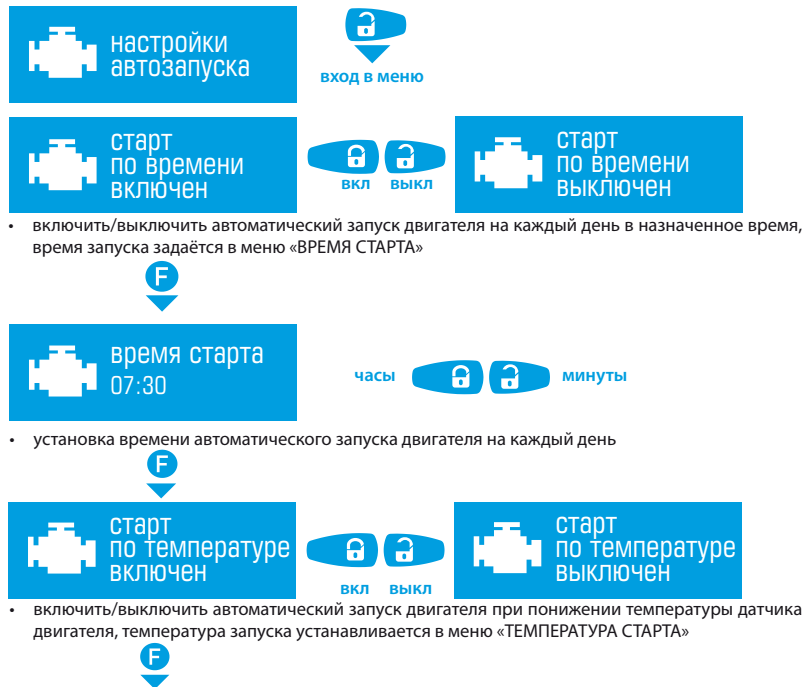 настройки
автозапуска
вход в меню
старт
по времени
включен
вкл выкл
старт
по времени
выключен
• включить/выключить автоматический запуск двигателя на каждый день в назначенное время,
время запуска задаётся в меню «ВРЕМЯ СТАРТА»
F
время старта
07:30
часы
минуты
• установка времени автоматического запуска двигателя на каждый день
F
старт
по температуре
включен
вкл выкл
старт
по температуре
выключен
• включить/выключить автоматический запуск двигателя при понижении температуры датчика
двигателя, температура запуска устанавливается в меню «ТЕМПЕРАТУРА СТАРТА»
F